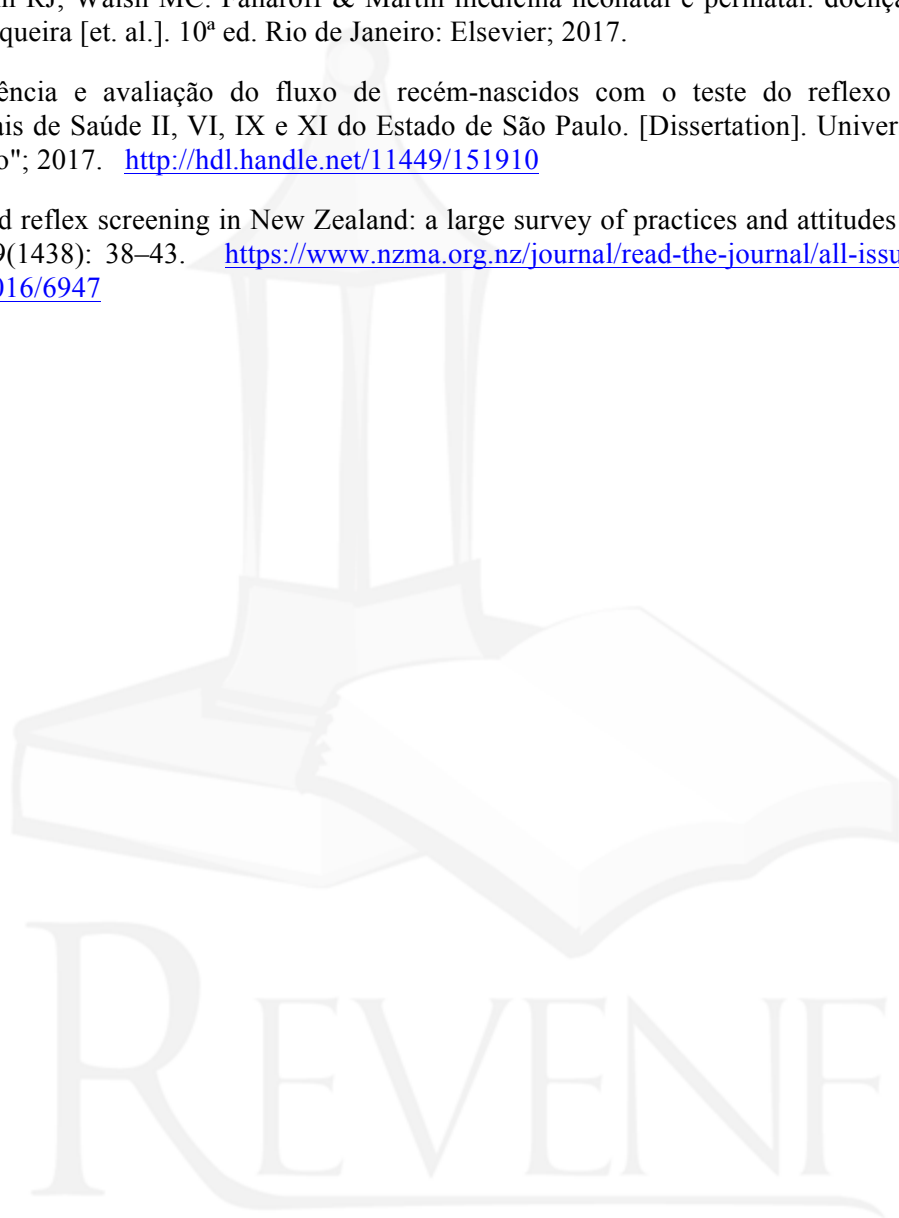 RJ, Walsh MC. Fanaroff & Martin medicina neonatal e perinatal: doença
queira [et. al.]. 10ª ed. Rio de Janeiro: Elsevier; 2017.
ência e avaliação do fluxo de recém-nascidos com o teste do reflexo
ais de Saúde II, VI, IX e XI do Estado de São Paulo. [Dissertation]. Univer
o"; 2017. http://hdl.handle.net/11449/151910
d reflex screening in New Zealand: a large survey of practices and attitudes
9(1438): 38–43. https://www.nzma.org.nz/journal/read-the-journal/all-issu
016/6947
REVENF